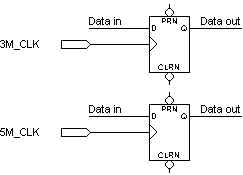 Data in
PRN
Data out
D
Q
3M_CLK
CLRN
Data in
PRN
Data out
D
Q
5M_CLK
CLRN